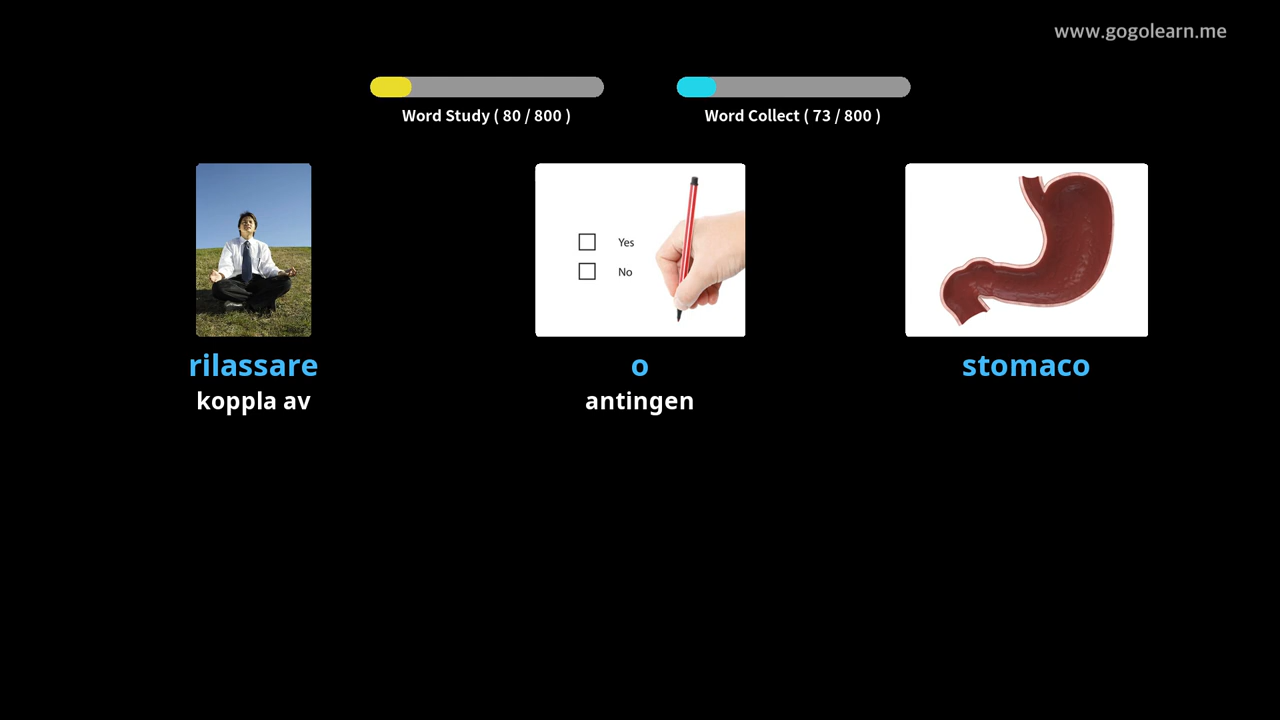 www.gogolearn.me
Word Study ( 80 / 800 )
Word Collect ( 73 / 800 )
Yes
No
rilassare
o
stomaco
koppla av
antingen